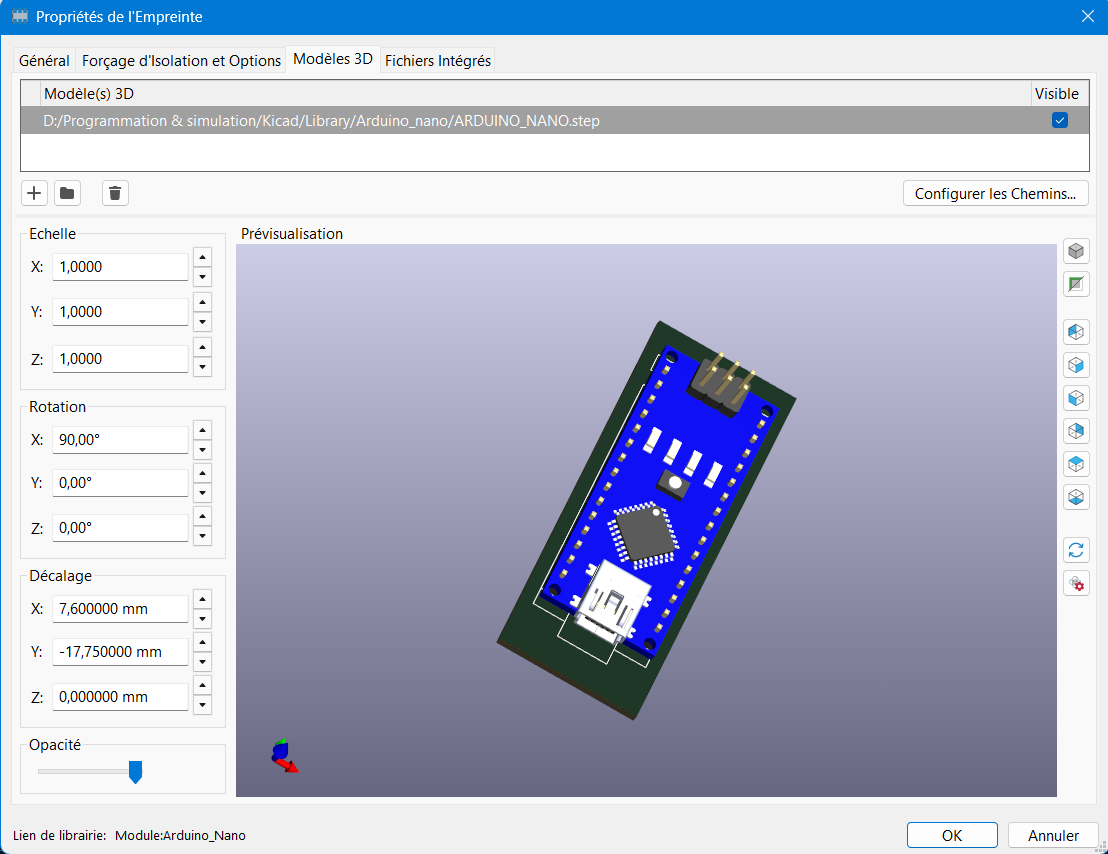 Propriétés de l'Empreinte
Général Forçage d'Isolation et Options Modèles 3D Fichiers Intégrés
Modèle(s) 3D Visible
D:/Programmation & simulation/Kicad/Library/Arduino_nano/ARDUINO_NANO.step
Configurer les Chemins...
Echelle
X: 1,0000
Y: 1,0000
Z: 1,0000
Rotation
X: 90,00°
Y: 0,00°
Z: 0,00°
Décalage
X: 7,600000 mm
Y: -17,750000 mm
Z: 0,000000 mm
Opacité
Prévisualisation
Lien de librairie: Module:Arduino_Nano
OK Annuler